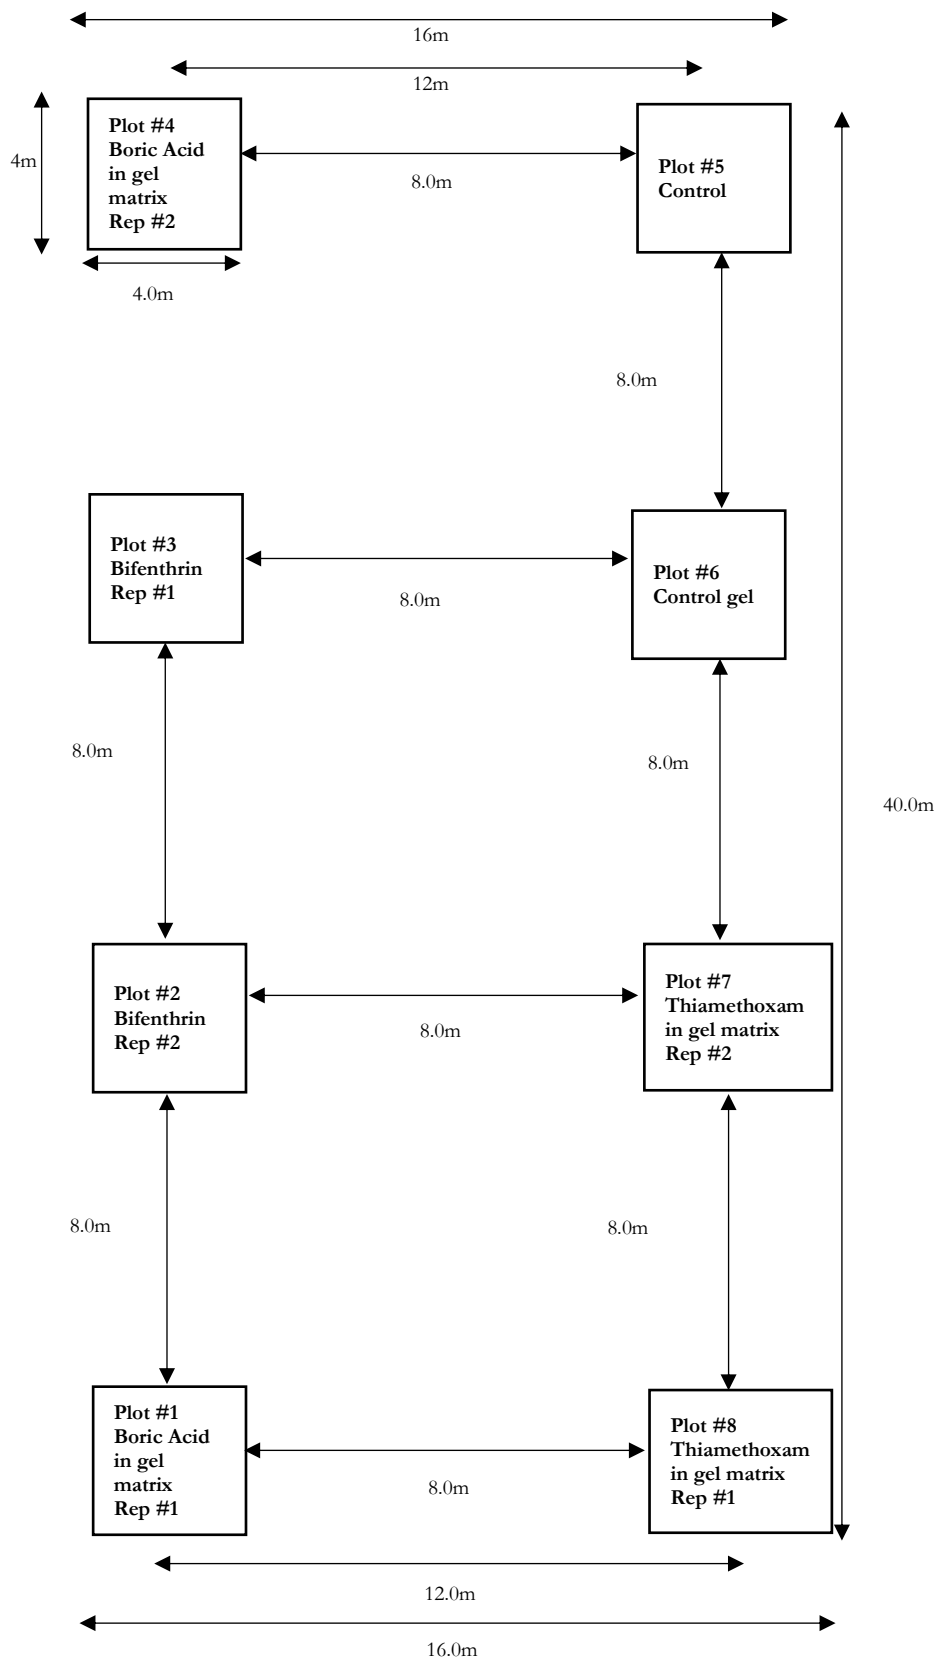 16m
12m
4m
Plot #4
Boric Acid
in gel
matrix
Rep #2
8.0m
Plot #5
Control
4.0m
8.0m
Plot #3
Bifenthrin
Rep #1
8.0m
Plot #6
Control gel
8.0m
8.0m
40.0m
Plot #2
Bifenthrin
Rep #2
8.0m
Plot #7
Thiamethoxam
in gel matrix
Rep #2
8.0m
8.0m
Plot #1
Boric Acid
in gel
matrix
Rep #1
8.0m
Plot #8
Thiamethoxam
in gel matrix
Rep #1
12.0m
16.0m